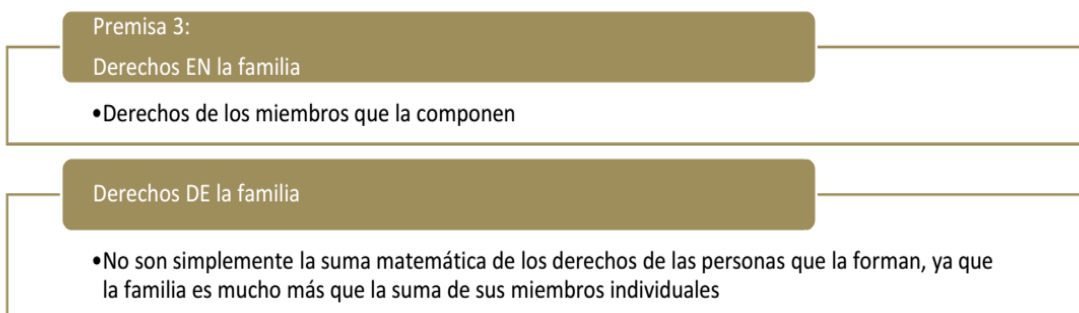 Premisa 3:
Derechos EN la familia
•Derechos de los miembros que la componen
Derechos DE la familia
•No son simplemente la suma matemática de los derechos de las personas que la forman, ya que
la familia es mucho más que la suma de sus miembros individuales